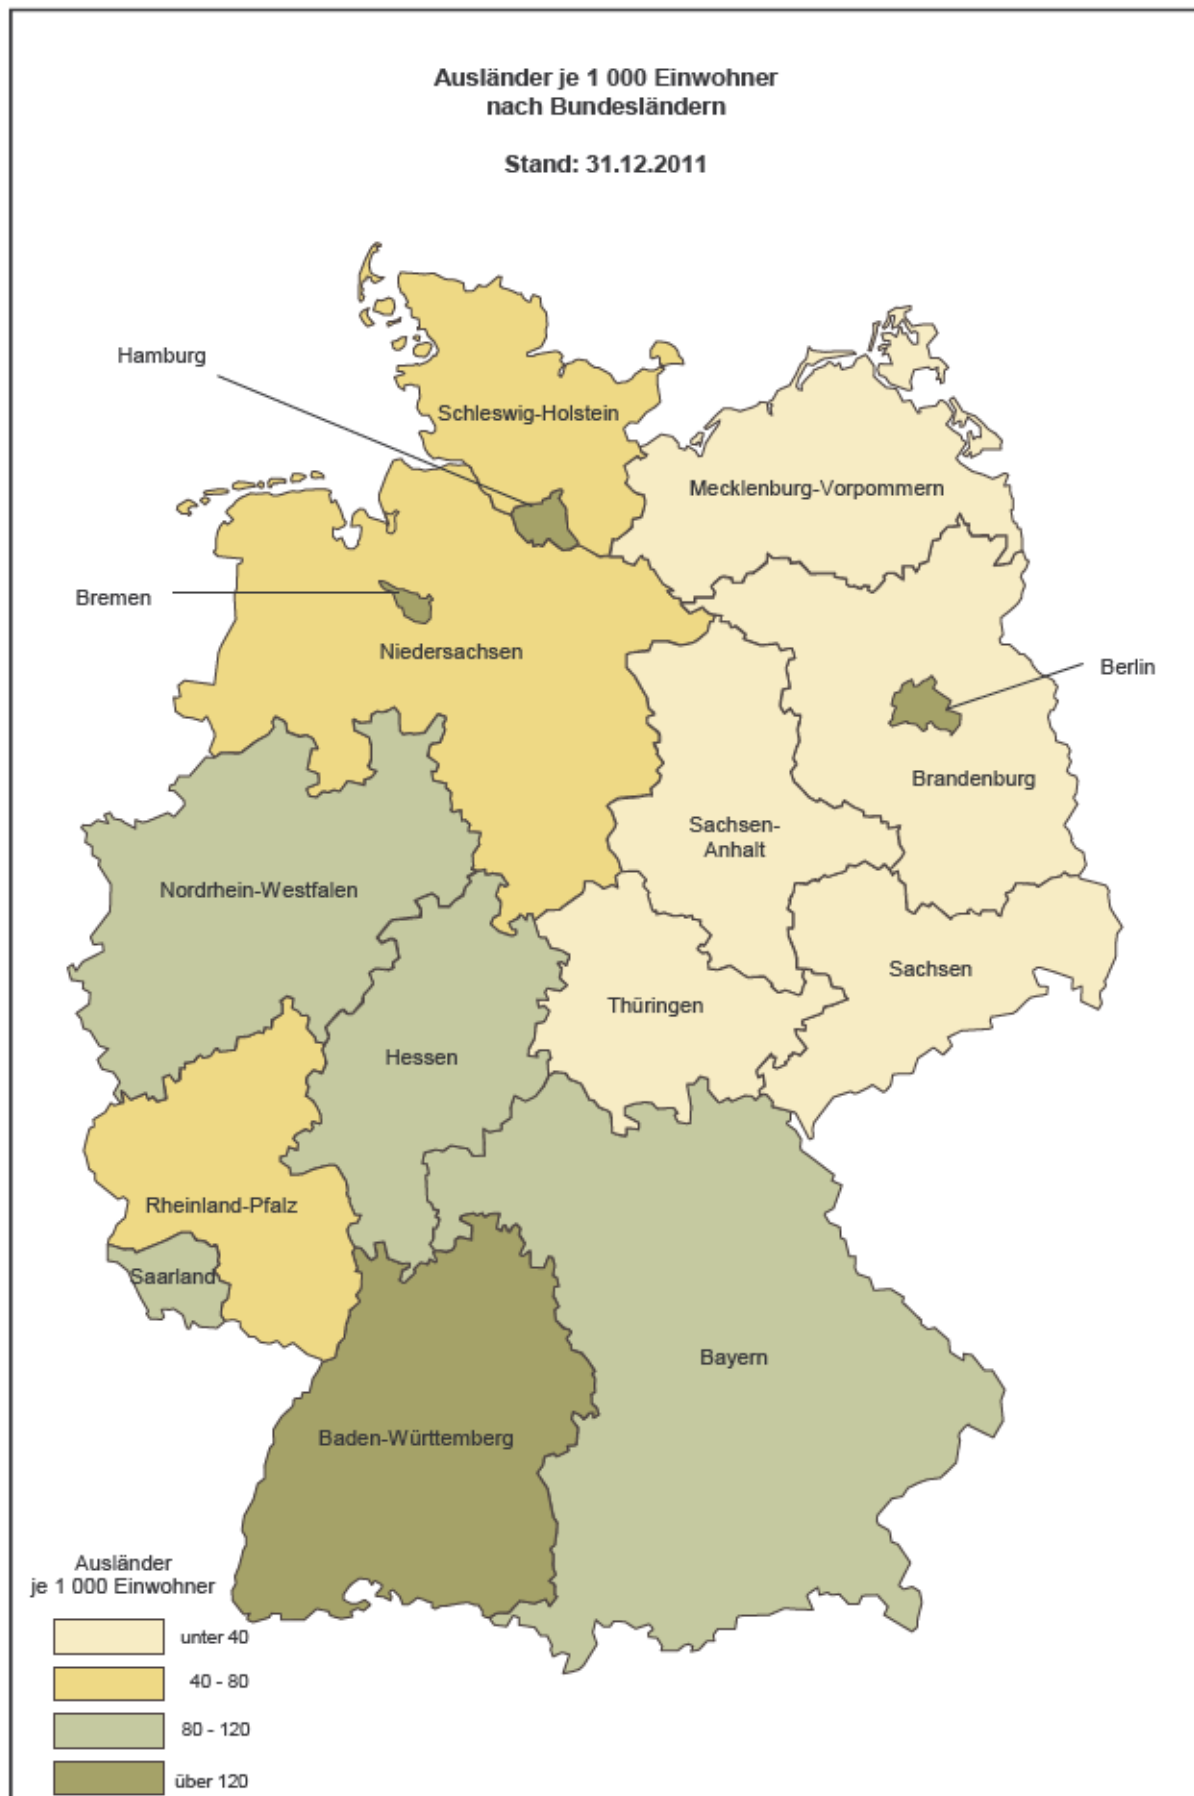 Ausländer je 1 000 Einwohner
nach Bundesländern
Stand: 31.12.2011
Hamburg
Schleswig-Holstein
Mecklenburg-Vorpommern
Bremen
Niedersachsen
Berlin
Brandenburg
Sachsen-
Anhalt
Nordrhein-Westfalen
Sachsen
Thüringen
Hessen
Rheinland-Pfalz
Saarland
Bayern
Baden-Württemberg
Ausländer
je 1 000 Einwohner
unter 40
40 - 80
80 - 120
über 120